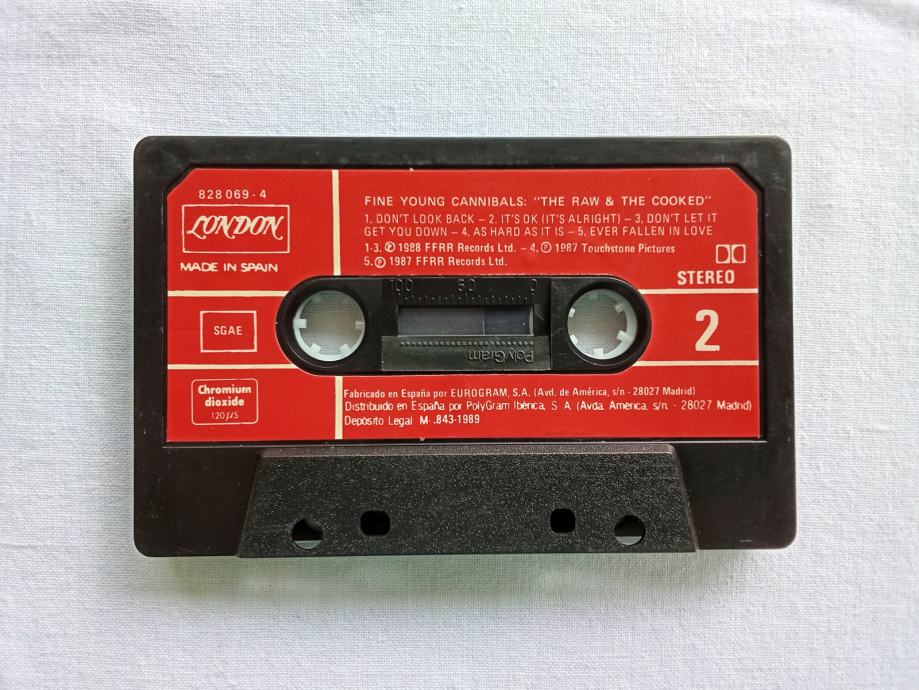 828 069 - 4
LONDON
MADE IN SPAIN
FINE YOUNG CANNIBALS: "THE RAW & THE COOKED"
1. DON'T LOOK BACK – 2. IT'S OK (IT'S ALRIGHT) – 3. DON'T LET IT
GET YOU DOWN – 4. AS HARD AS IT IS – 5. EVER FALLEN IN LOVE
1-3. ℗ 1988 FFRR Records Ltd. – 4. ℗ 1987 Touchstone Pictures
5. ℗ 1987 FFRR Records Ltd.
STEREO
100 50 0
SGAE
PolyGram
2
Chromium
dioxide
120 µS
Fabricado en España por EUROGRAM, S.A. (Avd. de América, s/n - 28027 Madrid)
Distribuido en España por PolyGram Ibérica, S. A. (Avda. América, s/n. - 28027 Madrid)
Depósito Legal M-.843-1989